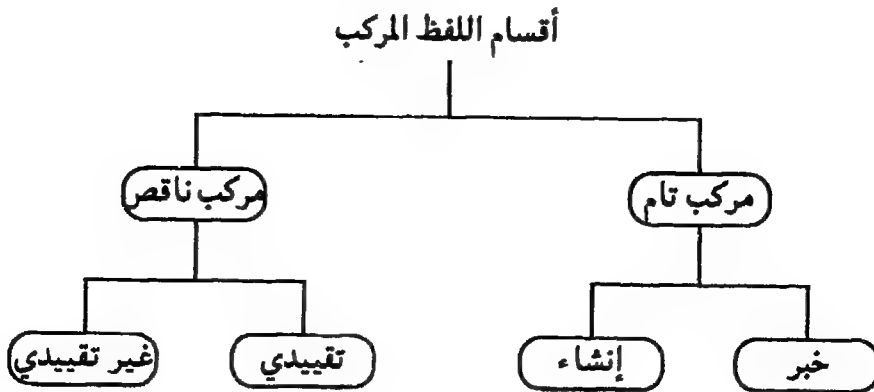 أقسام اللفظ المركب
مركب تام
مركب ناقص
خبر
إنشاء
تقييدي
غير تقييدي